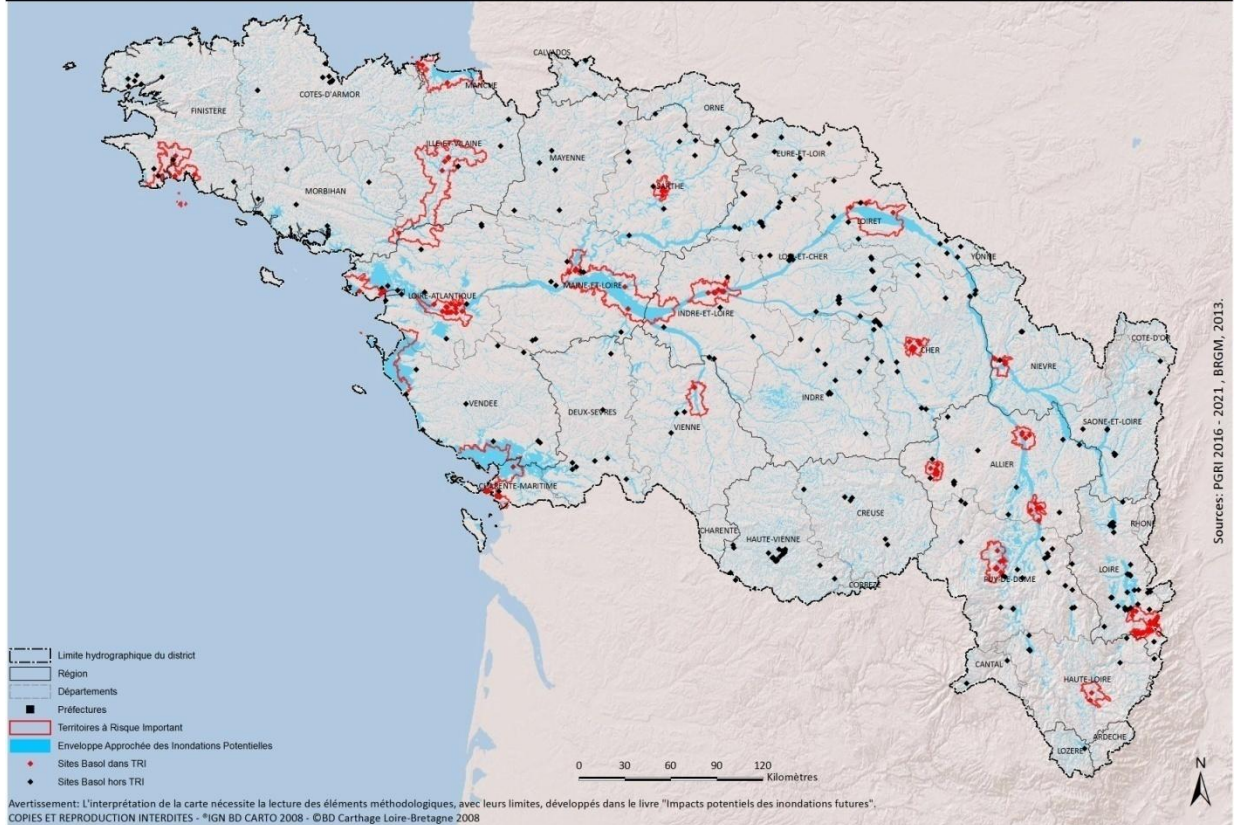 CALVADOS
MANCHE
COTES-D'ARMOR
ORNE
FINISTERE
ILLE-ET-VILAINE
MAYENNE
EURE-ET-LOIR
SARTHE
MORBIHAN
LOIRET
YONNE
LOIR-ET-CHER
MAINE-ET-LOIRE
LOIRE-ATLANTIQUE
INDRE-ET-LOIRE
COTE-D'OR
CHER
NIEVRE
INDRE
VENDEE
DEUX-SEVRES
SAONE-ET-LOIRE
VIENNE
ALLIER
CHARENTE-MARITIME
CREUSE
CHARENTE
HAUTE-VIENNE
RHONE
LOIRE
CORREZE
PUY-DE-DOME
CANTAL
HAUTE-LOIRE
ARDECHE
LOZERE
Sources: PGRI 2016 - 2021 , BRGM, 2013.
Limite hydrographique du district
Région
Départements
Préfectures
Territoires à Risque Important
Enveloppe Approchée des Inondations Potentielles
Sites Basol dans TRI
Sites Basol hors TRI
0 30 60 90 120
Kilomètres
N
Avertissement: L'interprétation de la carte nécessite la lecture des éléments méthodologiques, avec leurs limites, développés dans le livre "Impacts potentiels des inondations futures".
COPIES ET REPRODUCTION INTERDITES - ®IGN BD CARTO 2008 - ©BD Carthage Loire-Bretagne 2008